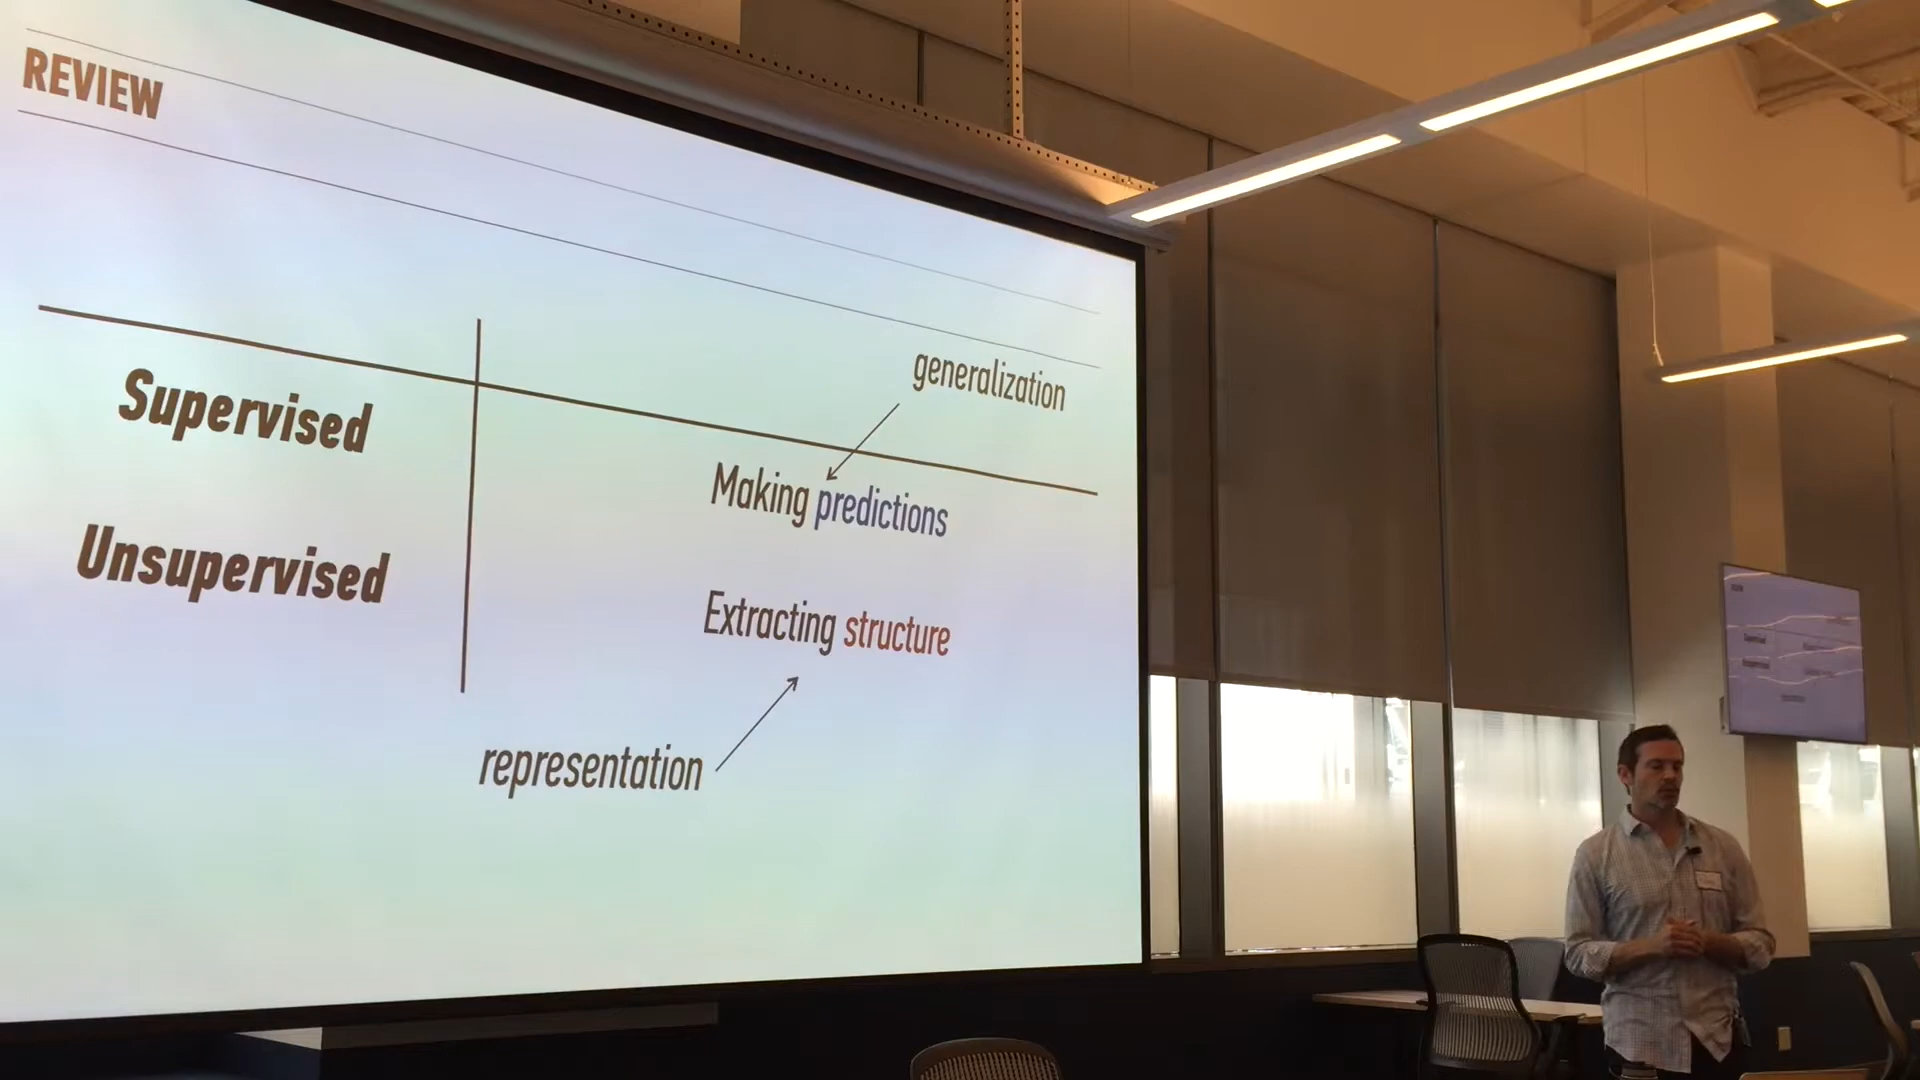 REVIEW
generalization
Supervised
Making predictions
Unsupervised
Extracting structure
representation